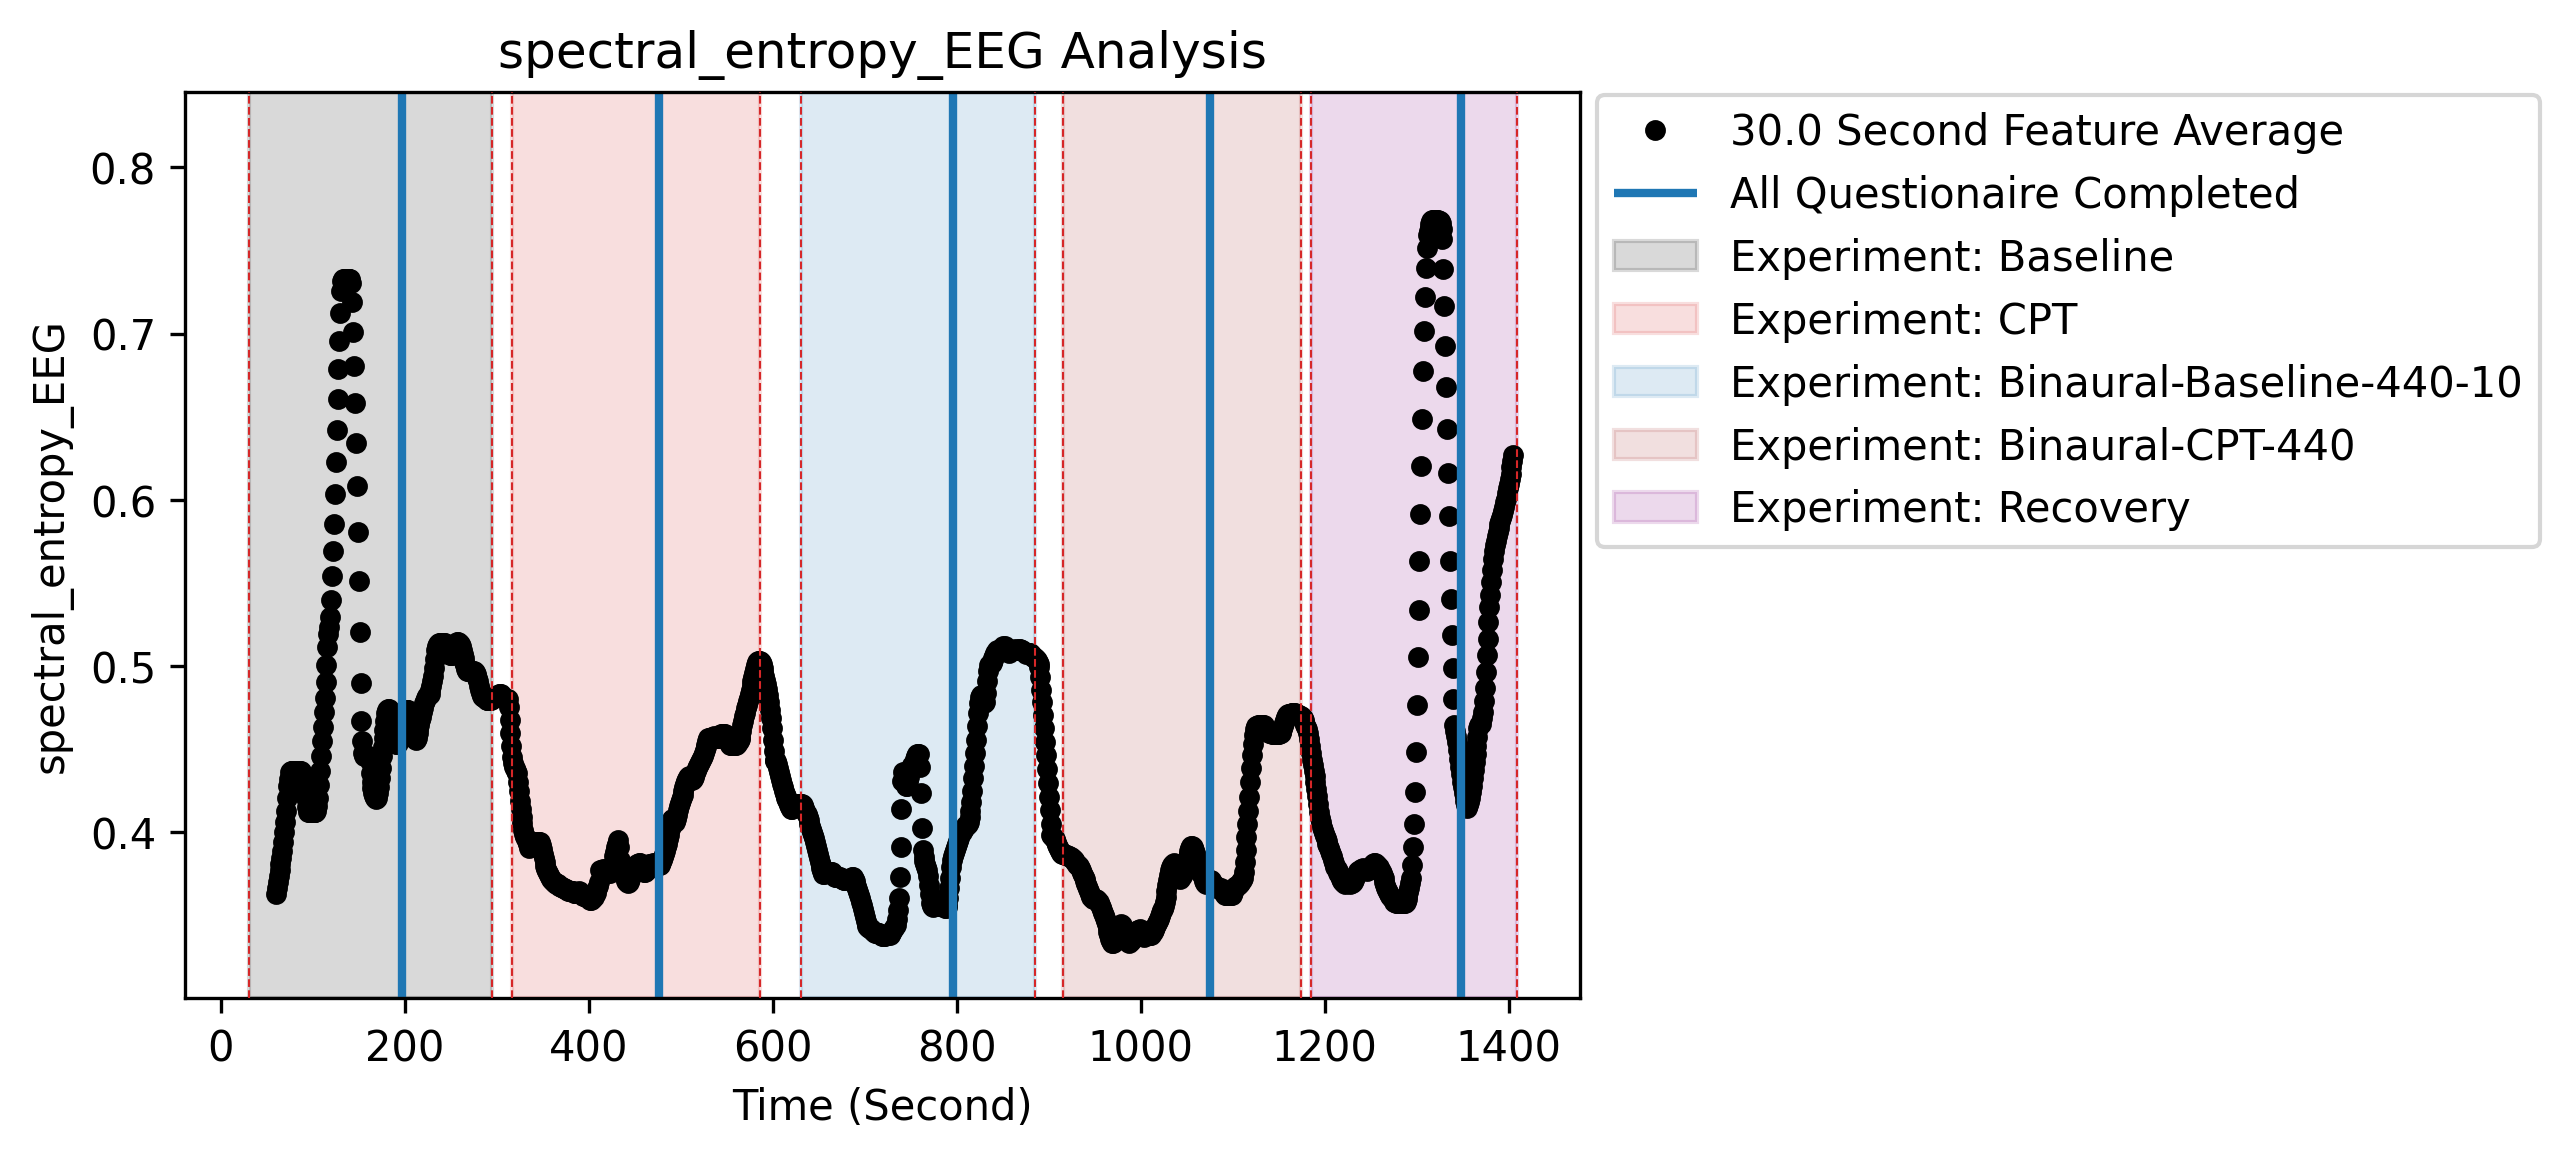 spectral_entropy_EEG Analysis
spectral_entropy_EEG
0.8
0.7
0.6
0.5
0.4
0
200
400
600
800
1000
1200
1400
Time (Second)
30.0 Second Feature Average
All Questionaire Completed
Experiment: Baseline
Experiment: CPT
Experiment: Binaural-Baseline-440-10
Experiment: Binaural-CPT-440
Experiment: Recovery